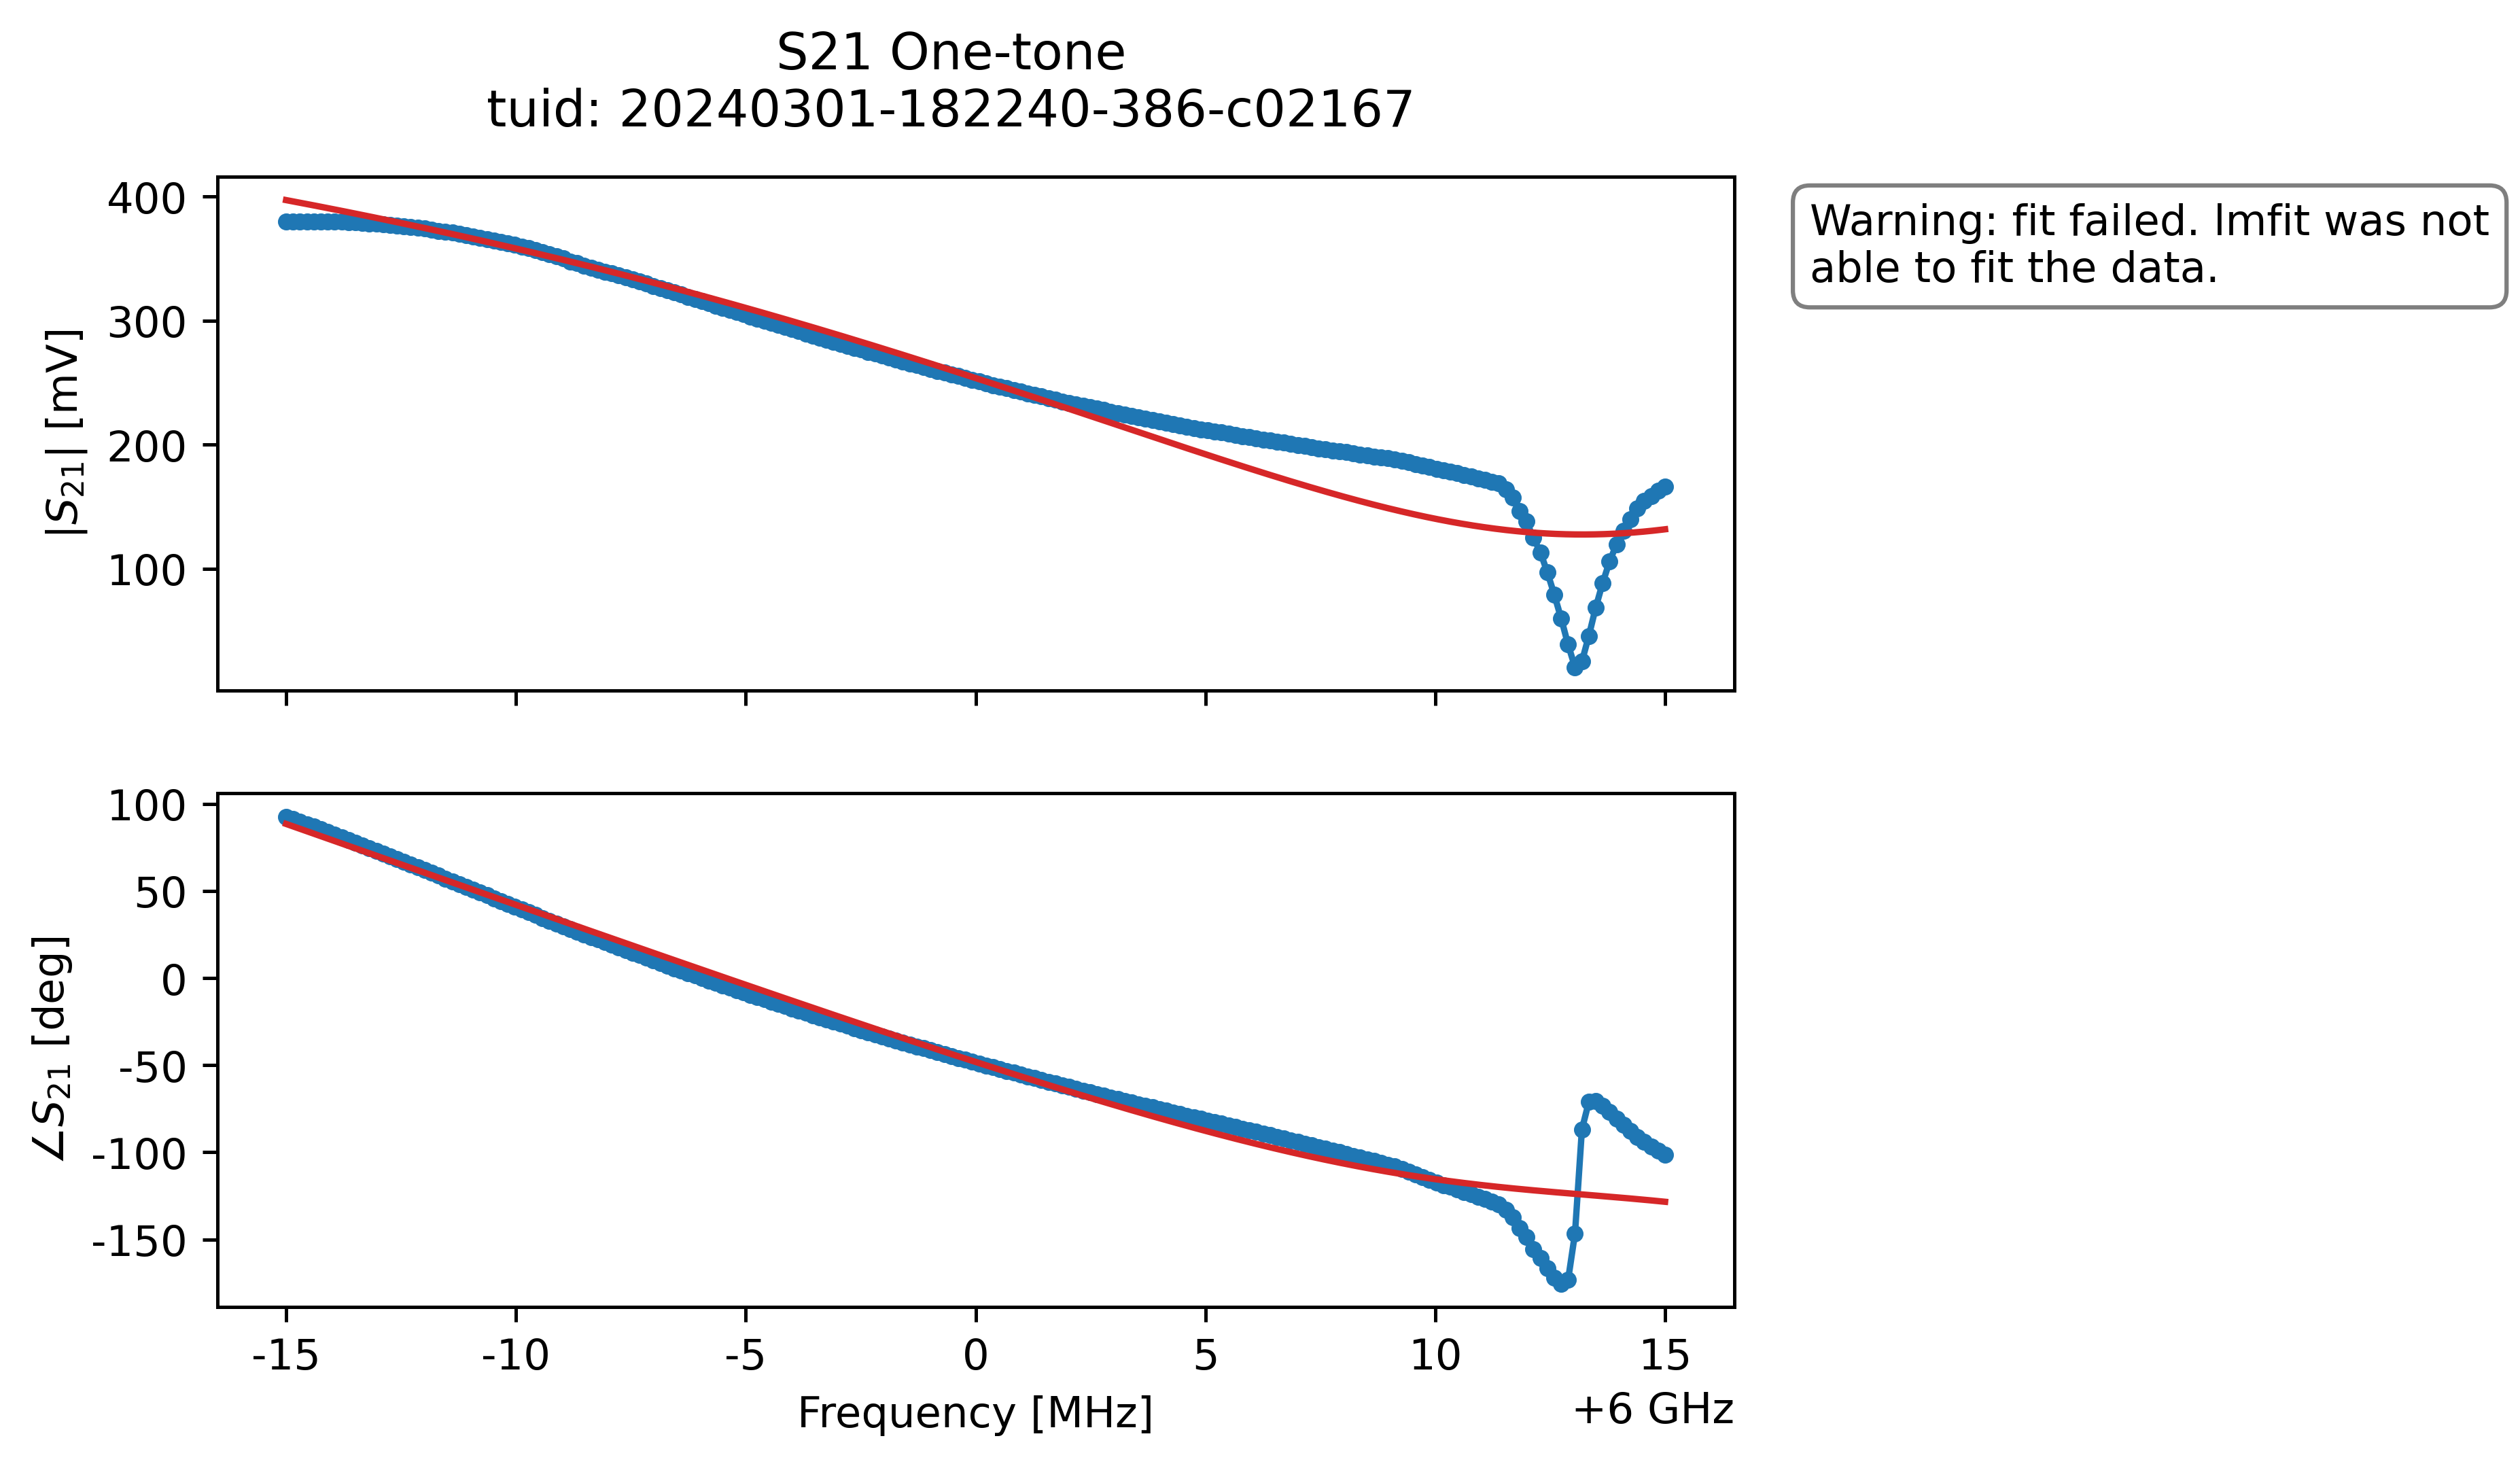 S21 One-tone
tuid: 20240301-182240-386-c02167
400
300
200
100
|S21| [mV]
Warning: fit failed. lmfit was not
able to fit the data.
100
50
0
-50
-100
-150
∠S21 [deg]
-15 -10 -5 0 5 10 15
Frequency [MHz]
+6 GHz